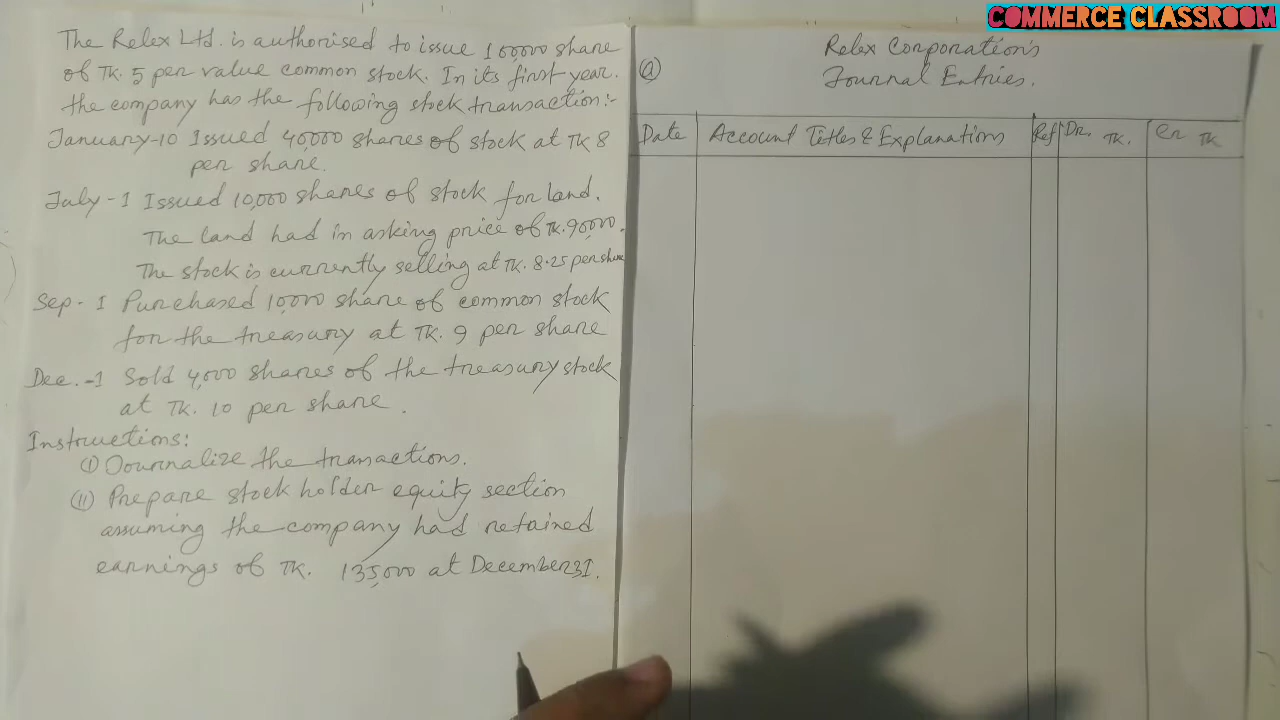 COMMERCE CLASSROOM
The Relex Ltd. is authorised to issue 1,00,000 share
of TK. 5 per value common stock. In its first year.
the company has the following stock transaction:-
January-10 Issued 40,000 shares of stock at TK 8
per share.
July-1 Issued 10,000 shares of stock for land.
The land had in asking price of TK. 90,000.
The stock is currently selling at TK. 8.25 per share
Sep-1 Purchased 10,000 share of common stock
for the treasury at TK. 9 per share
Dec.-1 Sold 4,000 shares of the treasury stock
at TK. 10 per share.
Instructions:
(I) Journalize the transactions.
(II) Prepare stock holder equity section
assuming the company had retained
earnings of TK. 135,000 at December 31.
Relex Corporation's
(a) Journal Entries.
Date Account Titles & Explanations Ref Dr. TK. Cr TK